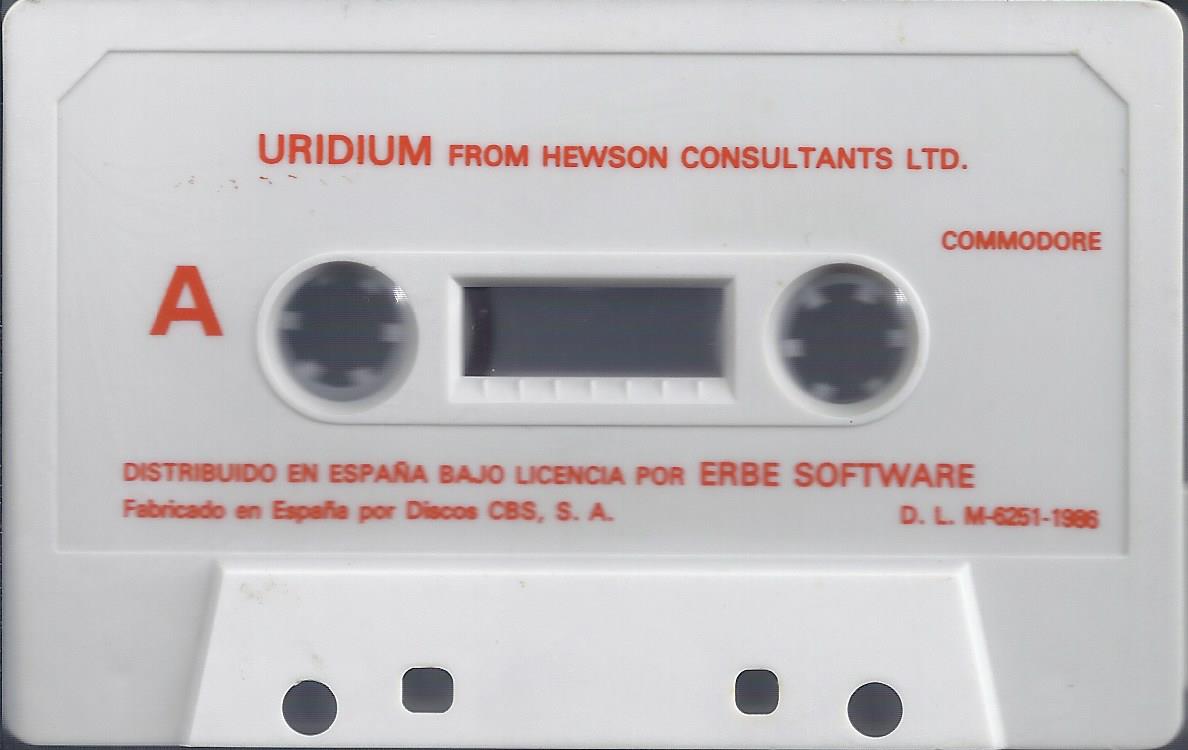 URIDIUM FROM HEWSON CONSULTANTS LTD.
COMMODORE
A
DISTRIBUIDO EN ESPAÑA BAJO LICENCIA POR ERBE SOFTWARE
Fabricado en España por Discos CBS, S. A.
D. L. M-6251-1986